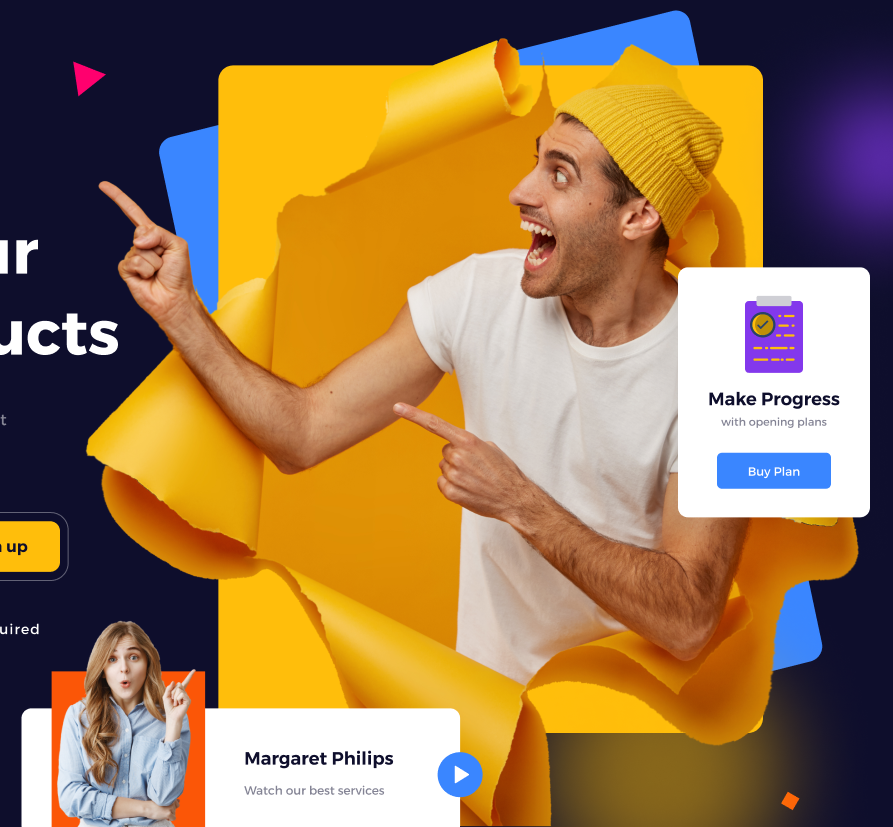 ur
ucts
t
n up
uired
Make Progress
with opening plans
Buy Plan
Margaret Philips
Watch our best services